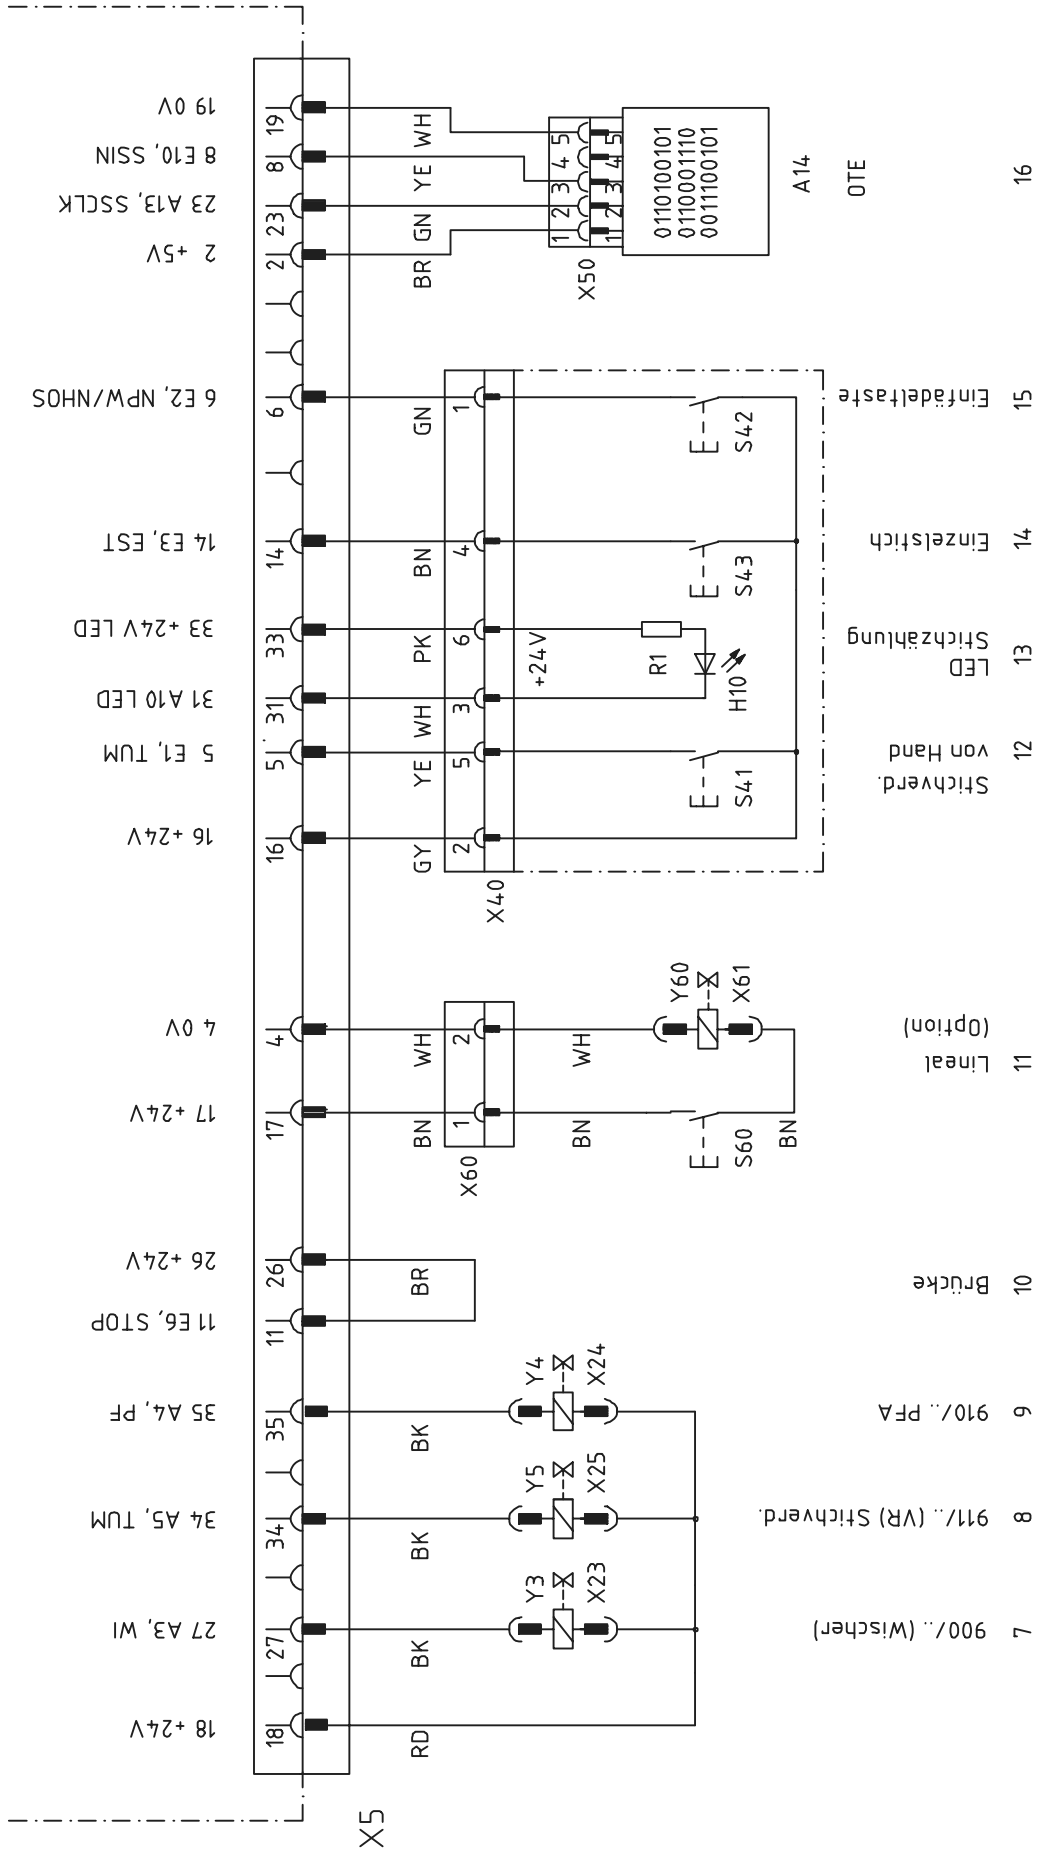 19 0V
8 E10, SSIN
23 A13, SSCLK
2 +5V
6 E2, NPW/NHOS
14 E3, EST
33 +24V LED
31 A10 LED
5 E1, TUM
16 +24V
4 0V
17 +24V
26 +24V
11 E6, STOP
35 A4, PF
34 A5, TUM
27 A3, WI
18 +24V
19
8
23
2
6
14
33
31
5
16
4
17
26
11
35
34
27
18
X5
WH
YE
GN
BR
5
4
3
2
1
5
4
3
2
1
X50
0110100101
0110001110
0011100101
A14
OTE
16
GN
1
S42
Einfädeltaste
15
BN
4
S43
Einzelstich
14
PK
6
+24V
R1
WH
3
H10
Stichzählung
LED
13
YE
5
S41
Stichverd.
von Hand
12
GY
2
X40
WH
2
WH
Y60
X61
BN
1
BN
S60
BN
X60
Lineal
(Option)
11
BR
Brücke
10
BK
Y4
X24
910/.. PFA
9
BK
Y5
X25
911/.. (VR) Stichverd.
8
BK
Y3
X23
900/.. (Wischer)
7
RD